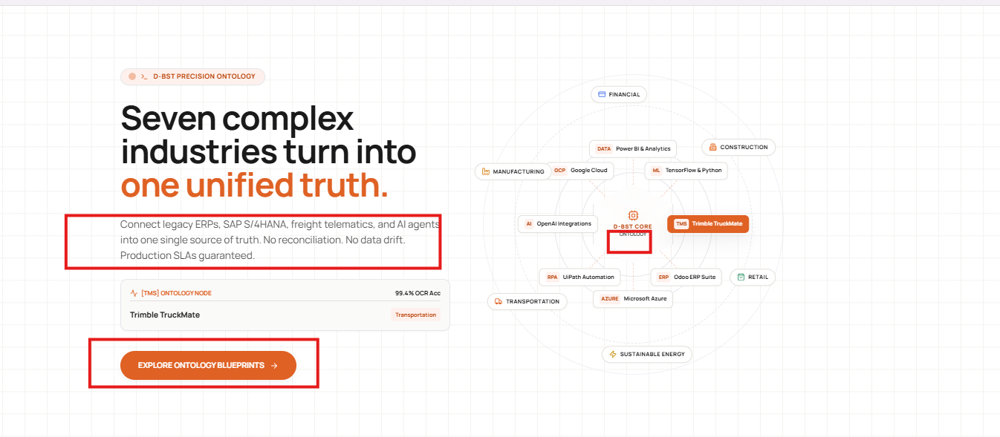 D-BST PRECISION ONTOLOGY
Seven complex
industries turn into
one unified truth.
Connect legacy ERPs, SAP S/4HANA, freight telematics, and AI agents
into one single source of truth. No reconciliation. No data drift.
Production SLAs guaranteed.
[TMS] ONTOLOGY NODE 99.4% OCR Acc
Trimble TruckMate Transportation
EXPLORE ONTOLOGY BLUEPRINTS
FINANCIAL
CONSTRUCTION
DATA Power BI & Analytics
MANUFACTURING
GCP Google Cloud
ML TensorFlow & Python
AI OpenAI Integrations
D-BST CORE
ONTOLOGY
TMS Trimble TruckMate
RPA UiPath Automation
ERP Odoo ERP Suite
RETAIL
TRANSPORTATION
AZURE Microsoft Azure
SUSTAINABLE ENERGY